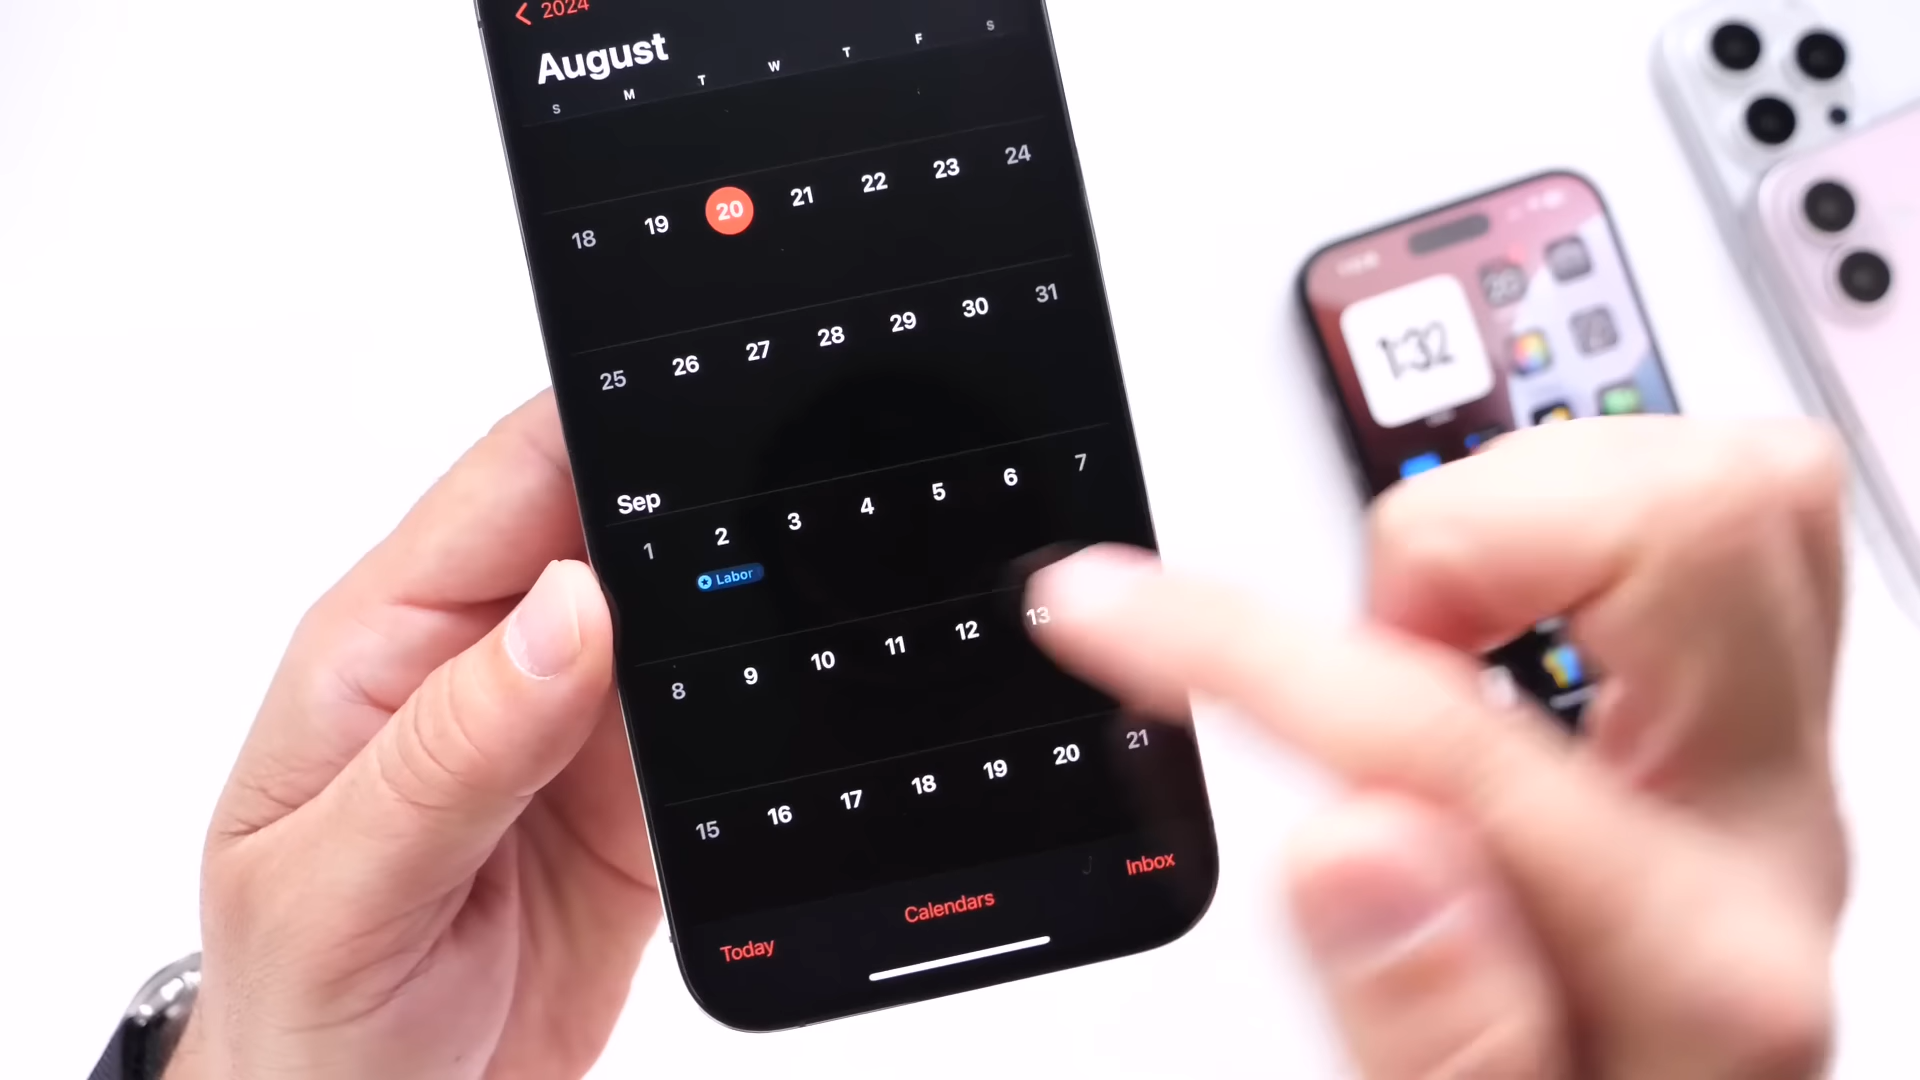 2024
August
S M T W T F S
18 19 20 21 22 23 24
25 26 27 28 29 30 31
Sep
1 2 3 4 5 6 7
Labor
8 9 10 11 12 13
15 16 17 18 19 20 21
Today Calendars Inbox
1:32
20